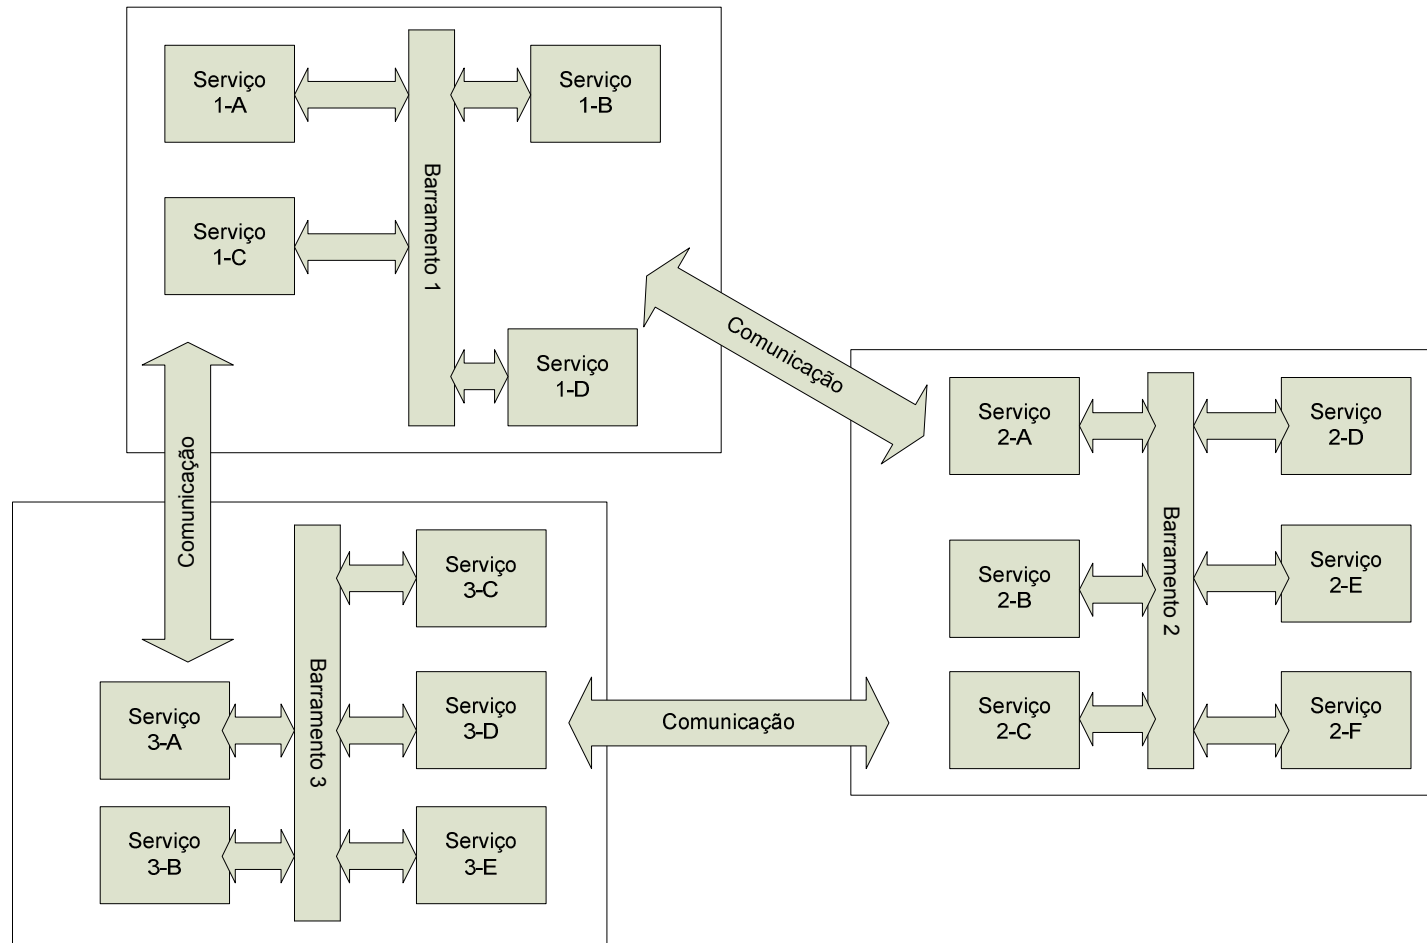 Serviço
1-A
Serviço
1-B
Barramento 1
Serviço
1-C
Serviço
1-D
Comunicação
Comunicação
Serviço
2-A
Serviço
2-D
Barramento 2
Serviço
2-B
Serviço
2-E
Serviço
2-C
Serviço
2-F
Serviço
3-C
Barramento 3
Serviço
3-A
Serviço
3-D
Comunicação
Serviço
3-B
Serviço
3-E